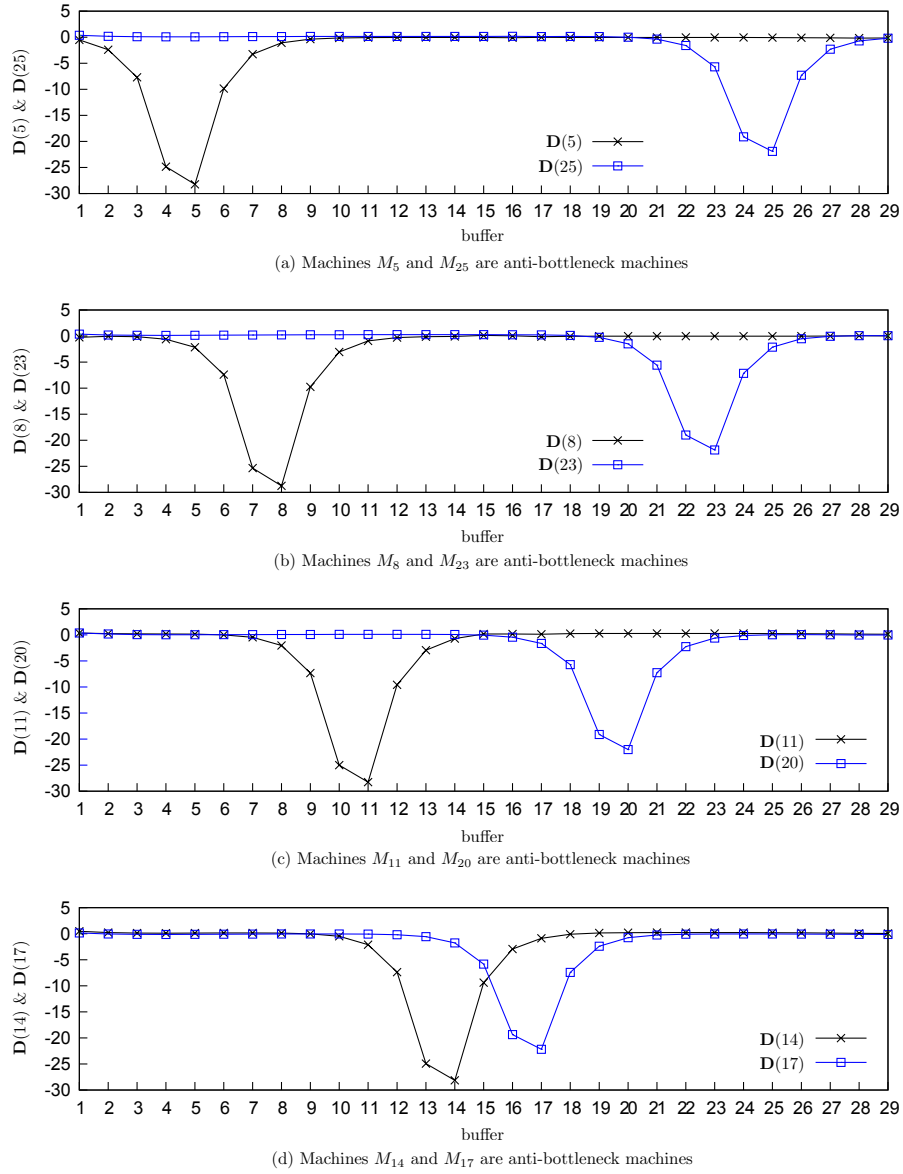 5
0
-5
-10
-15
-20
-25
-30
D(5) & D(25)
D(5)
D(25)
1 2 3 4 5 6 7 8 9 10 11 12 13 14 15 16 17 18 19 20 21 22 23 24 25 26 27 28 29
buffer
(a) Machines M5 and M25 are anti-bottleneck machines
5
0
-5
-10
-15
-20
-25
-30
D(8) & D(23)
D(8)
D(23)
1 2 3 4 5 6 7 8 9 10 11 12 13 14 15 16 17 18 19 20 21 22 23 24 25 26 27 28 29
buffer
(b) Machines M8 and M23 are anti-bottleneck machines
5
0
-5
-10
-15
-20
-25
-30
D(11) & D(20)
D(11)
D(20)
1 2 3 4 5 6 7 8 9 10 11 12 13 14 15 16 17 18 19 20 21 22 23 24 25 26 27 28 29
buffer
(c) Machines M11 and M20 are anti-bottleneck machines
5
0
-5
-10
-15
-20
-25
-30
D(14) & D(17)
D(14)
D(17)
1 2 3 4 5 6 7 8 9 10 11 12 13 14 15 16 17 18 19 20 21 22 23 24 25 26 27 28 29
buffer
(d) Machines M14 and M17 are anti-bottleneck machines